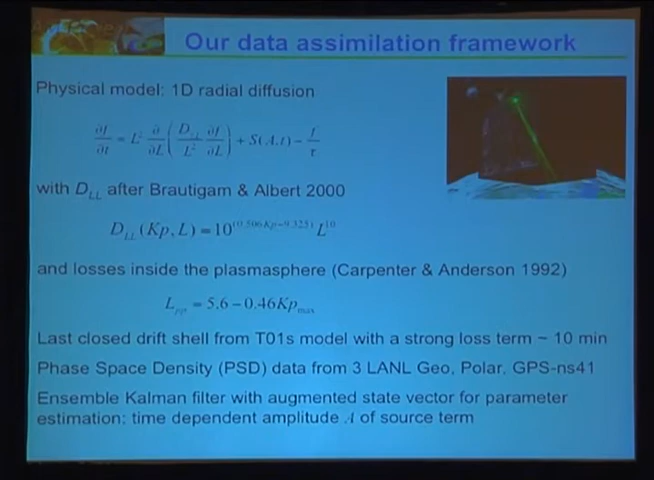 Our data assimilation framework
Physical model: 1D radial diffusion
∂f/∂t = L² ∂/∂L ( D_LL/L² ∂f/∂L ) + S(A,t) − f/τ
with D_LL after Brautigam & Albert 2000
D_LL (Kp, L) = 10^(0.506Kp−9.325) L^10
and losses inside the plasmasphere (Carpenter & Anderson 1992)
L_pp = 5.6 − 0.46Kp_max
Last closed drift shell from T01s model with a strong loss term ~ 10 min
Phase Space Density (PSD) data from 3 LANL Geo, Polar, GPS-ns41
Ensemble Kalman filter with augmented state vector for parameter
estimation: time dependent amplitude A of source term